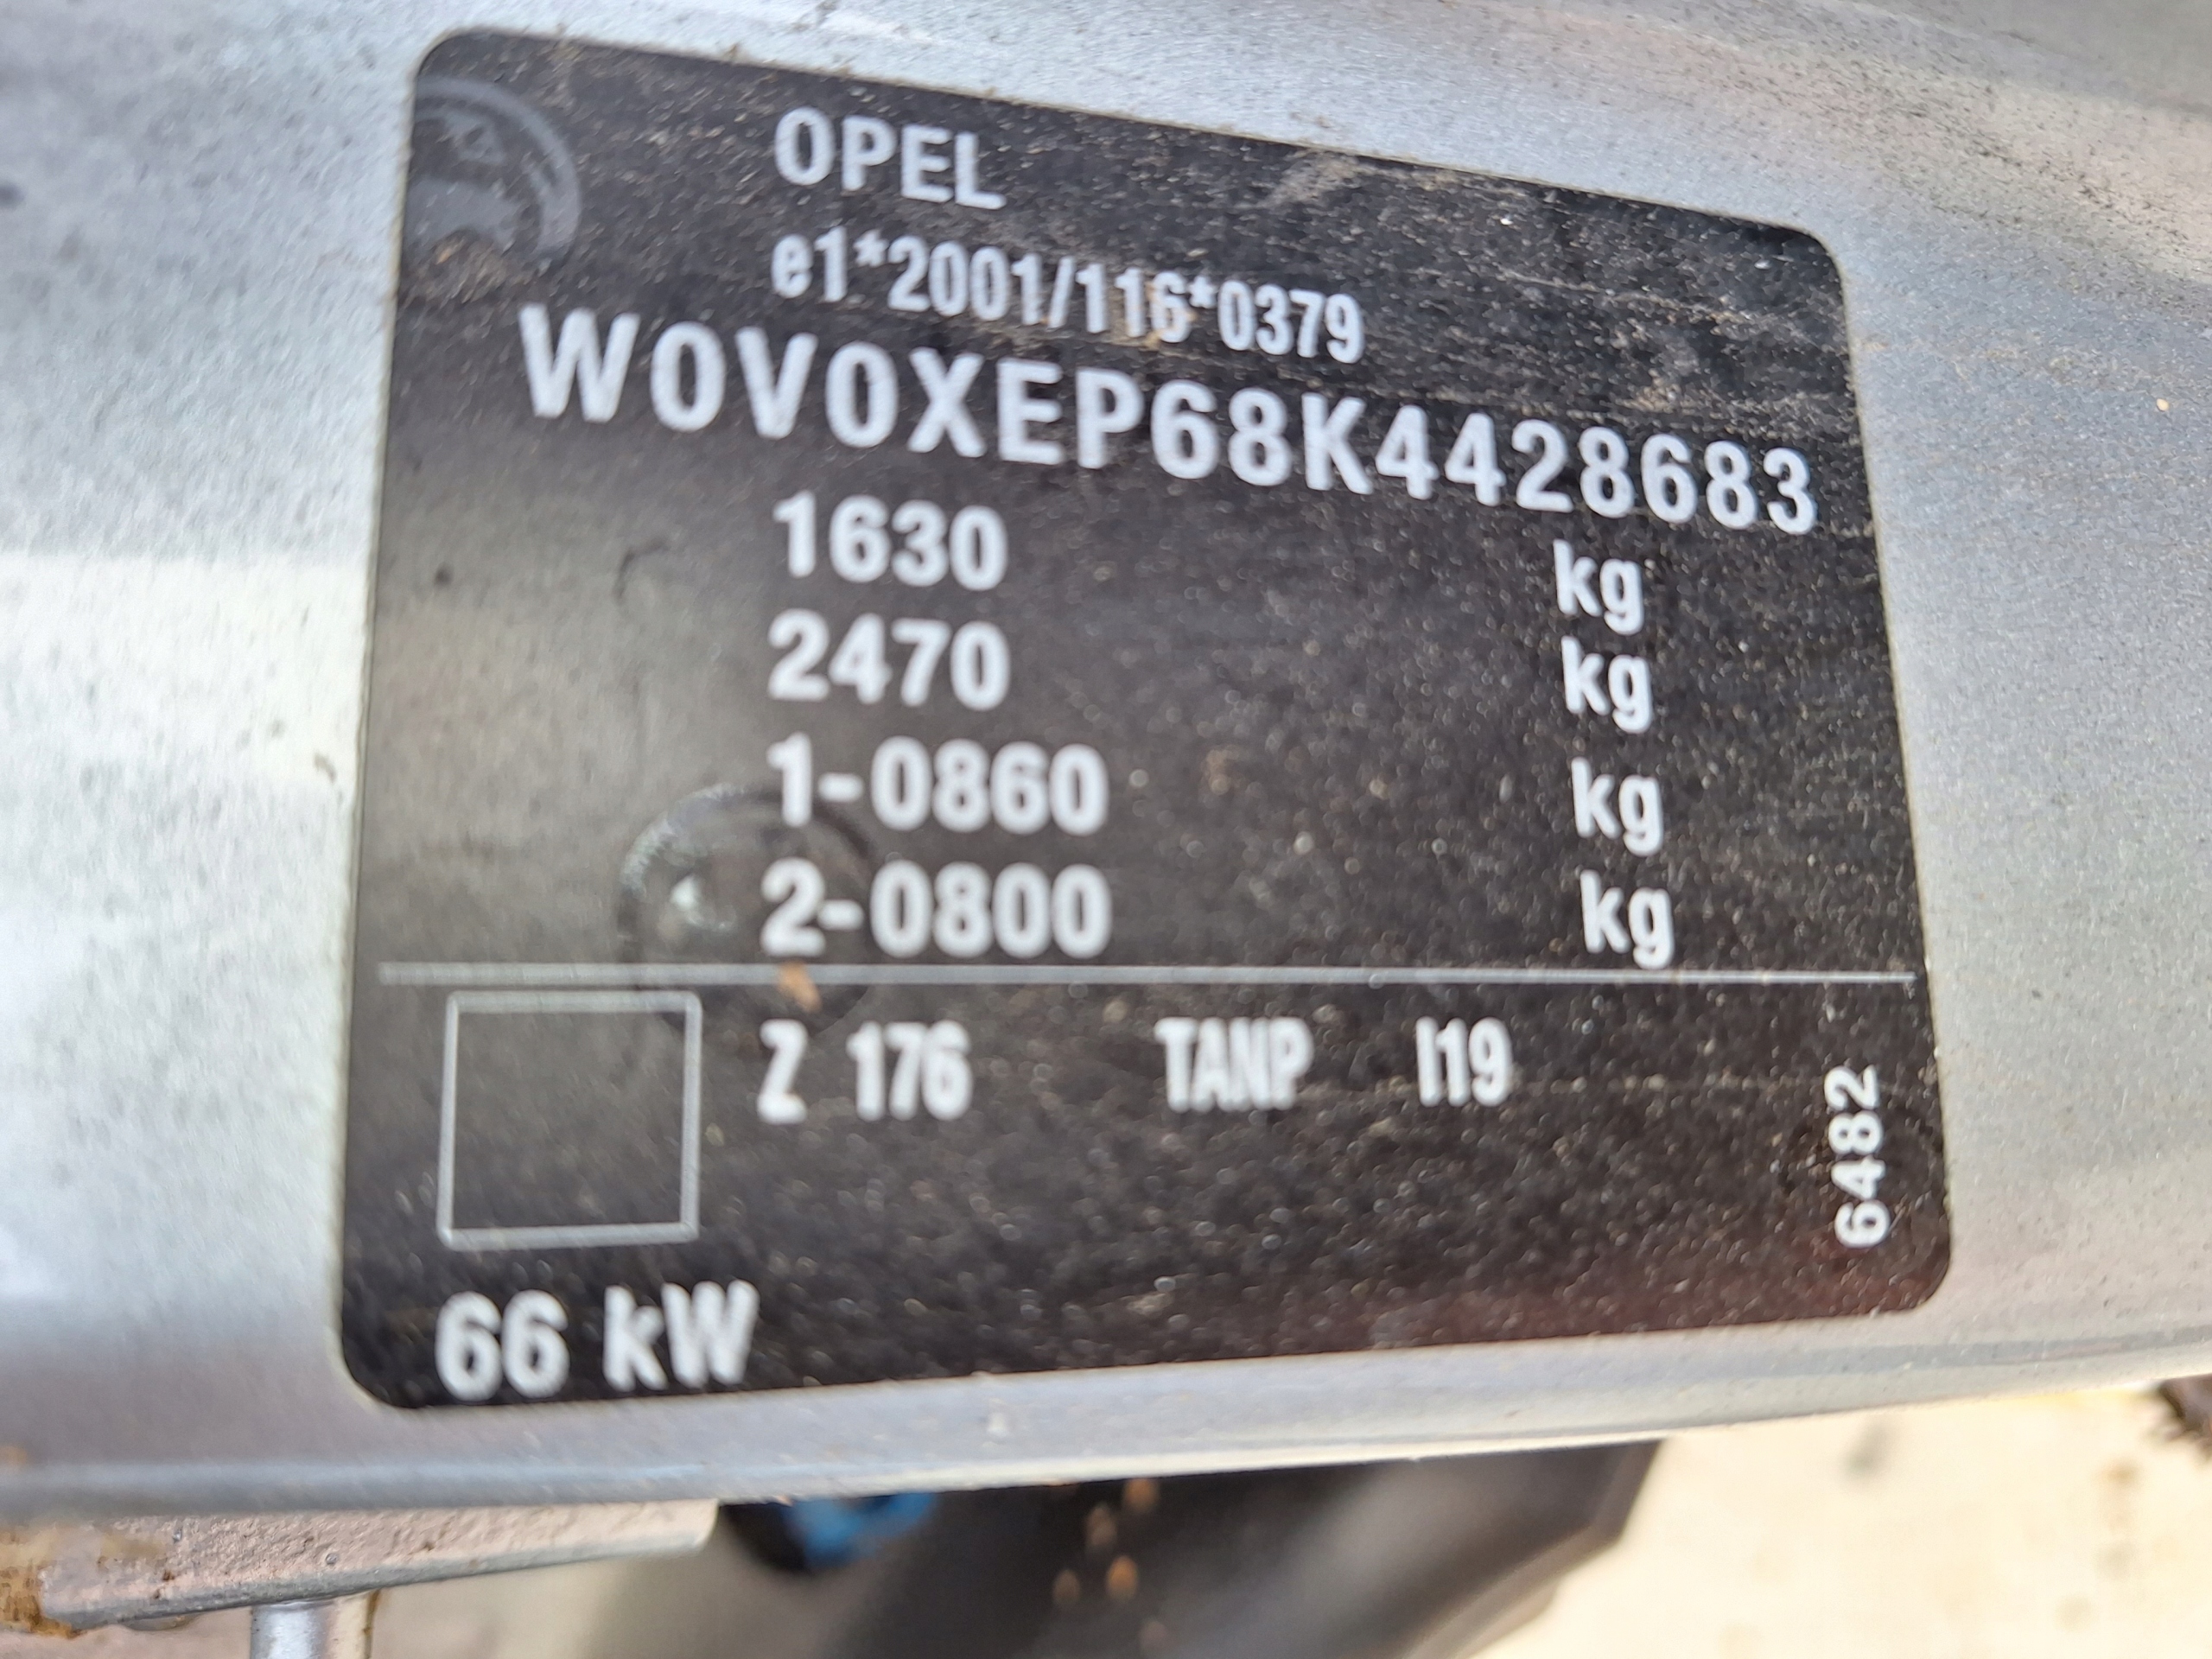 OPEL
e1*2001/116*0379
W0V0XEP68K4428683
1630 kg
2470 kg
1-0860 kg
2-0800 kg
Z 176 TANP I19
6482
66 kW